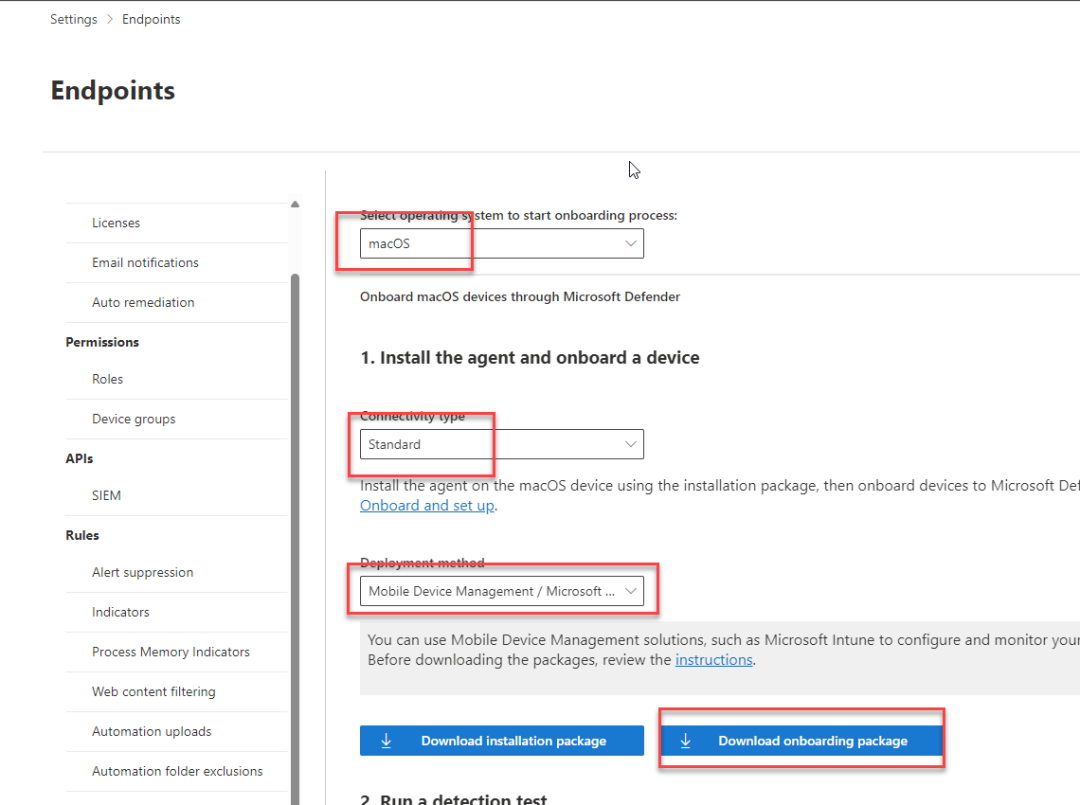 Settings > Endpoints
Endpoints
Licenses
Email notifications
Auto remediation
Permissions
Roles
Device groups
APIs
SIEM
Rules
Alert suppression
Indicators
Process Memory Indicators
Web content filtering
Automation uploads
Automation folder exclusions
Select operating system to start onboarding process:
macOS
Onboard macOS devices through Microsoft Defender
1. Install the agent and onboard a device
Connectivity type
Standard
Install the agent on the macOS device using the installation package, then onboard devices to Microsoft Def
Onboard and set up.
Deployment method
Mobile Device Management / Microsoft ...
You can use Mobile Device Management solutions, such as Microsoft Intune to configure and monitor your
Before downloading the packages, review the instructions.
Download installation package
Download onboarding package
2. Run a detection test